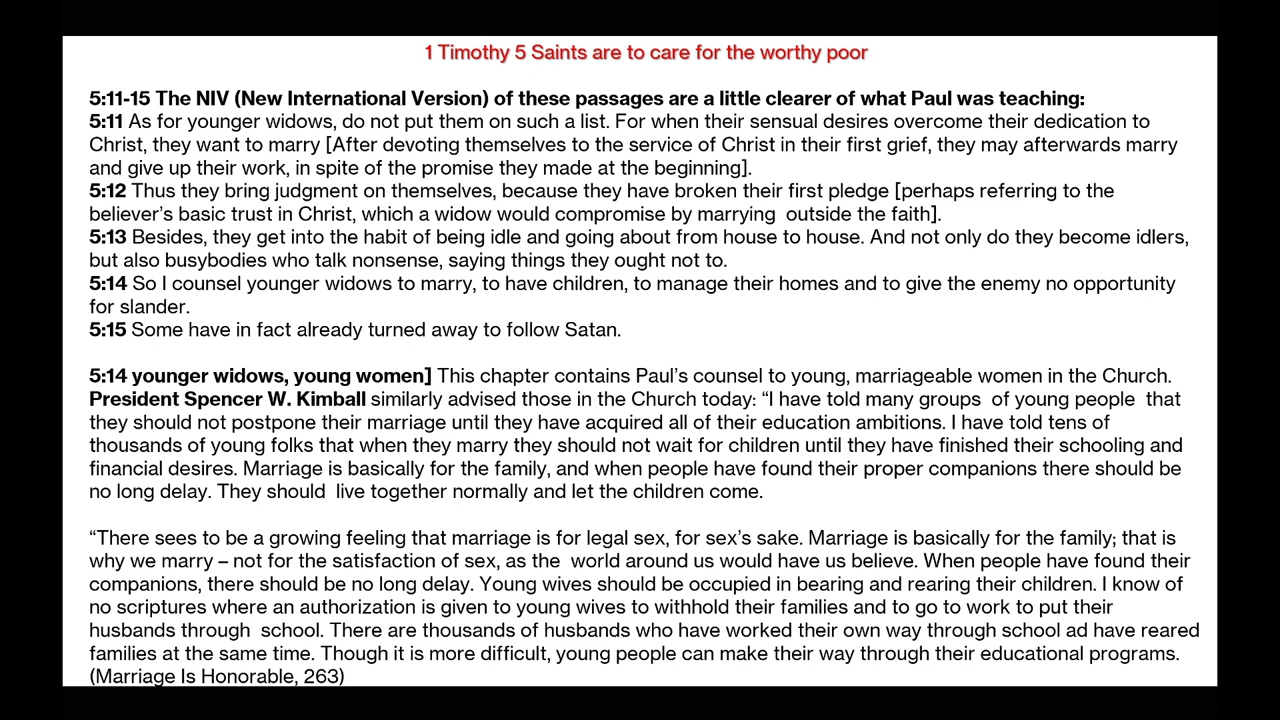 1 Timothy 5 Saints are to care for the worthy poor
5:11-15 The NIV (New International Version) of these passages are a little clearer of what Paul was teaching:
5:11 As for younger widows, do not put them on such a list. For when their sensual desires overcome their dedication to
Christ, they want to marry [After devoting themselves to the service of Christ in their first grief, they may afterwards marry
and give up their work, in spite of the promise they made at the beginning].
5:12 Thus they bring judgment on themselves, because they have broken their first pledge [perhaps referring to the
believer’s basic trust in Christ, which a widow would compromise by marrying  outside the faith].
5:13 Besides, they get into the habit of being idle and going about from house to house. And not only do they become idlers,
but also busybodies who talk nonsense, saying things they ought not to.
5:14 So I counsel younger widows to marry, to have children, to manage their homes and to give the enemy no opportunity
for slander.
5:15 Some have in fact already turned away to follow Satan.
5:14 younger widows, young women] This chapter contains Paul’s counsel to young, marriageable women in the Church.
President Spencer W. Kimball similarly advised those in the Church today: “I have told many groups  of young people  that
they should not postpone their marriage until they have acquired all of their education ambitions. I have told tens of
thousands of young folks that when they marry they should not wait for children until they have finished their schooling and
financial desires. Marriage is basically for the family, and when people have found their proper companions there should be
no long delay. They should  live together normally and let the children come.
“There sees to be a growing feeling that marriage is for legal sex, for sex’s sake. Marriage is basically for the family; that is
why we marry – not for the satisfaction of sex, as the  world around us would have us believe. When people have found their
companions, there should be no long delay. Young wives should be occupied in bearing and rearing their children. I know of
no scriptures where an authorization is given to young wives to withhold their families and to go to work to put their
husbands through  school. There are thousands of husbands who have worked their own way through school ad have reared
families at the same time. Though it is more difficult, young people can make their way through their educational programs.
(Marriage Is Honorable, 263)